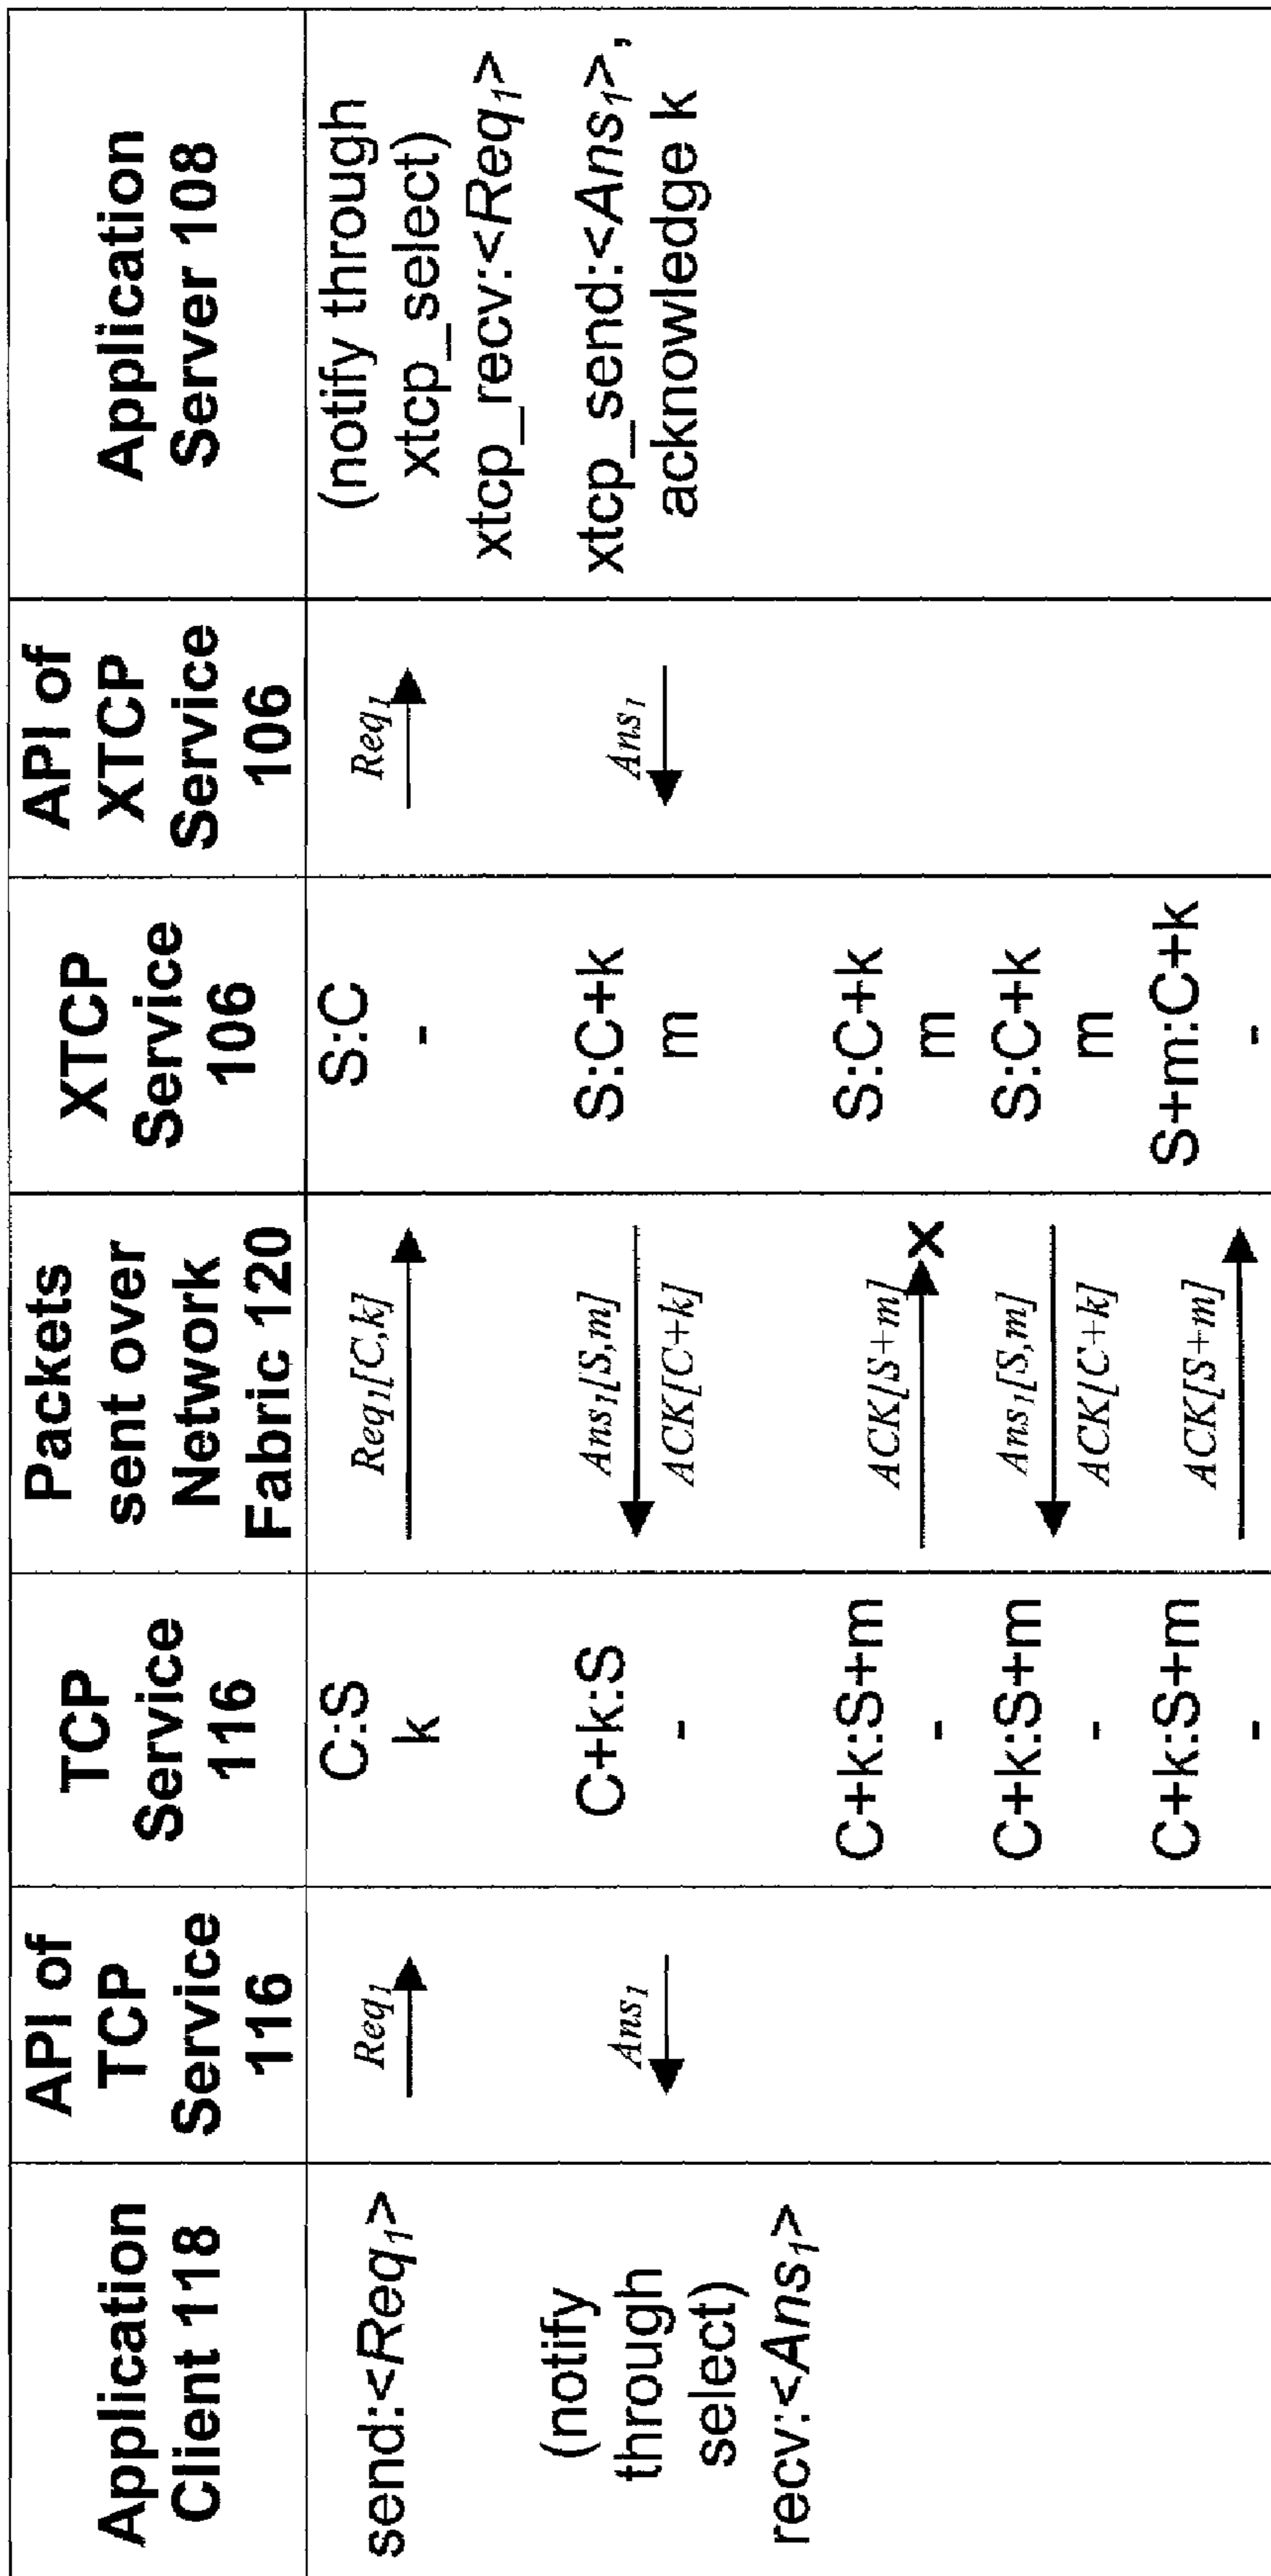 Application
Client 118
API of
TCP
Service
116
TCP
Service
116
Packets
sent over
Network
Fabric 120
XTCP
Service
106
API of
XTCP
Service
106
Application
Server 108
send:<Req₁>
Req₁
C:S
k
Req₁[C,k]
S:C
-
Req₁
(notify through
xtcp_select)
xtcp_recv:<Req₁>
(notify
through
select)
recv:<Ans₁>
Ans₁
C+k:S
-
Ans₁[S,m]
ACK[C+k]
S:C+k
m
Ans₁
xtcp_send:<Ans₁>,
acknowledge k
C+k:S+m
-
ACK[S+m]
X
S:C+k
m
C+k:S+m
-
Ans₁[S,m]
ACK[C+k]
S:C+k
m
C+k:S+m
-
ACK[S+m]
S+m:C+k
-